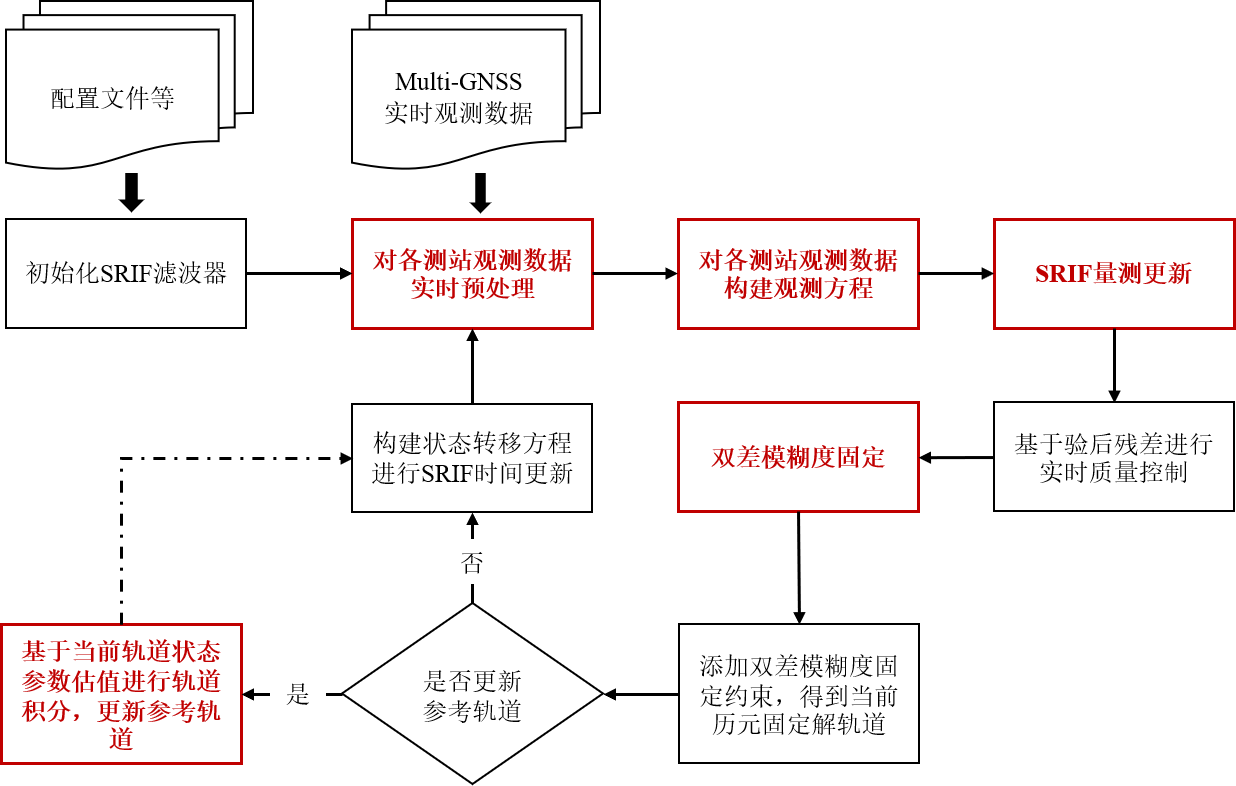 配置文件等
Multi-GNSS
实时观测数据
初始化SRIF滤波器
对各测站观测数据
实时预处理
对各测站观测数据
构建观测方程
SRIF量测更新
构建状态转移方程
进行SRIF时间更新
双差模糊度固定
基于验后残差进行
实时质量控制
否
基于当前轨道状态
参数估值进行轨道
积分，更新参考轨
道
是
是否更新
参考轨道
添加双差模糊度固
定约束，得到当前
历元固定解轨道